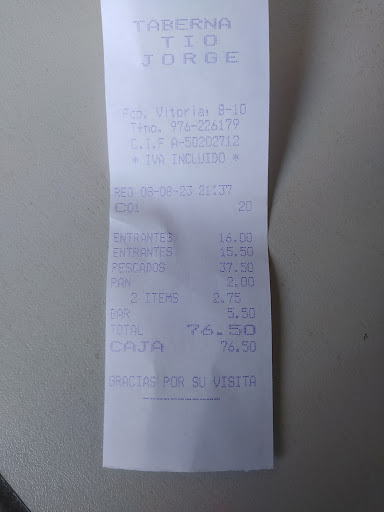 TABERNA
TIO
JORGE
Pco. Vitoria, 8-10
Tfno. 976-226179
C.I.F A-50202712
* IVA INCLUIDO *
REG 08-08-23 21:37
C01 20
ENTRANTES 16.00
ENTRANTES 15.50
PESCADOS 37.50
PAN 2.00
2 ITEMS 2.75
BAR 5.50
TOTAL 76.50
CAJA 76.50
GRACIAS POR SU VISITA